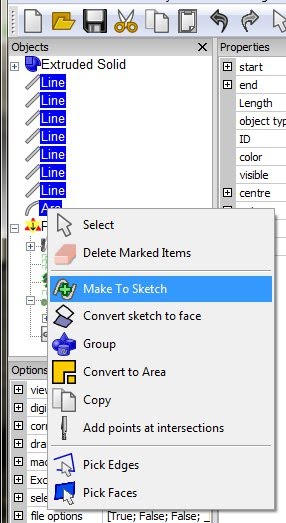 Objects
Properties
Extruded Solid
Line
Line
Line
Line
Line
Line
Line
Arc
start
end
Length
object typ
ID
color
visible
centre
Select
Delete Marked Items
Make To Sketch
Convert sketch to face
Group
Convert to Area
Copy
Add points at intersections
Pick Edges
Pick Faces
Options
view
digi
corr
dra
mac
Exc
sele
file options
[True; False; False;